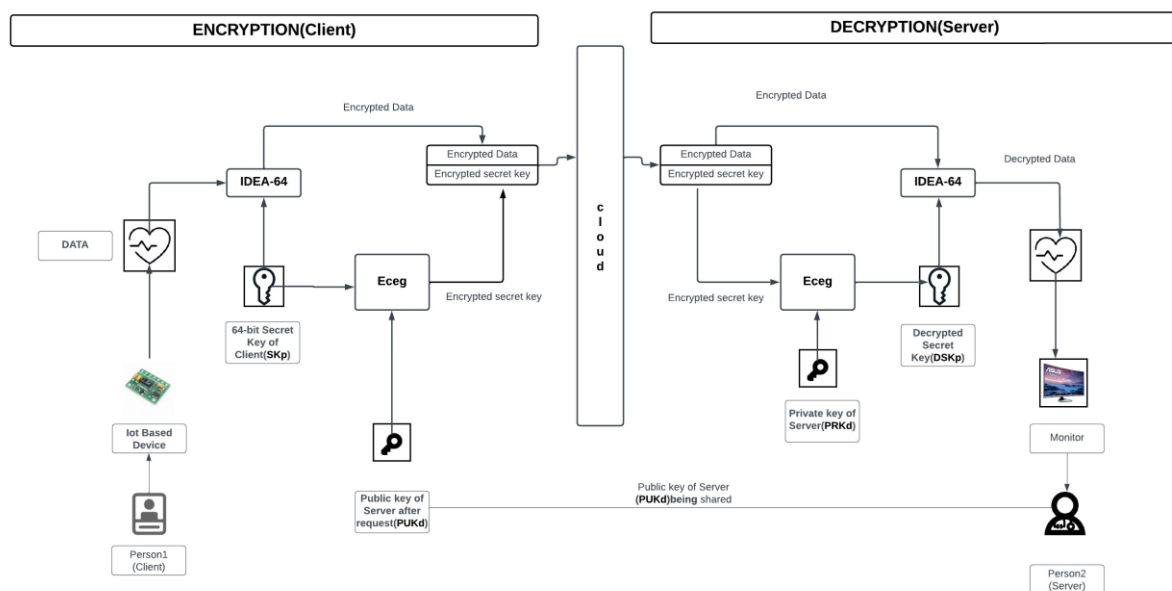 ENCRYPTION(Client)
DECRYPTION(Server)
Encrypted Data
Encrypted Data
Encrypted secret key
IDEA-64
DATA
Eceg
Encrypted secret key
64-bit Secret
Key of
Client(SKp)
Iot Based
Device
Person1
(Client)
Public key of
Server after
request(PUKd)
c
l
o
u
d
Encrypted Data
Encrypted Data
Encrypted secret key
IDEA-64
Decrypted Data
Encrypted secret key
Eceg
Decrypted
Secret
Key(DSKp)
Private key of
Server(PRKd)
ASUS
Monitor
Public key of Server
(PUKd)being shared
Person2
(Server)